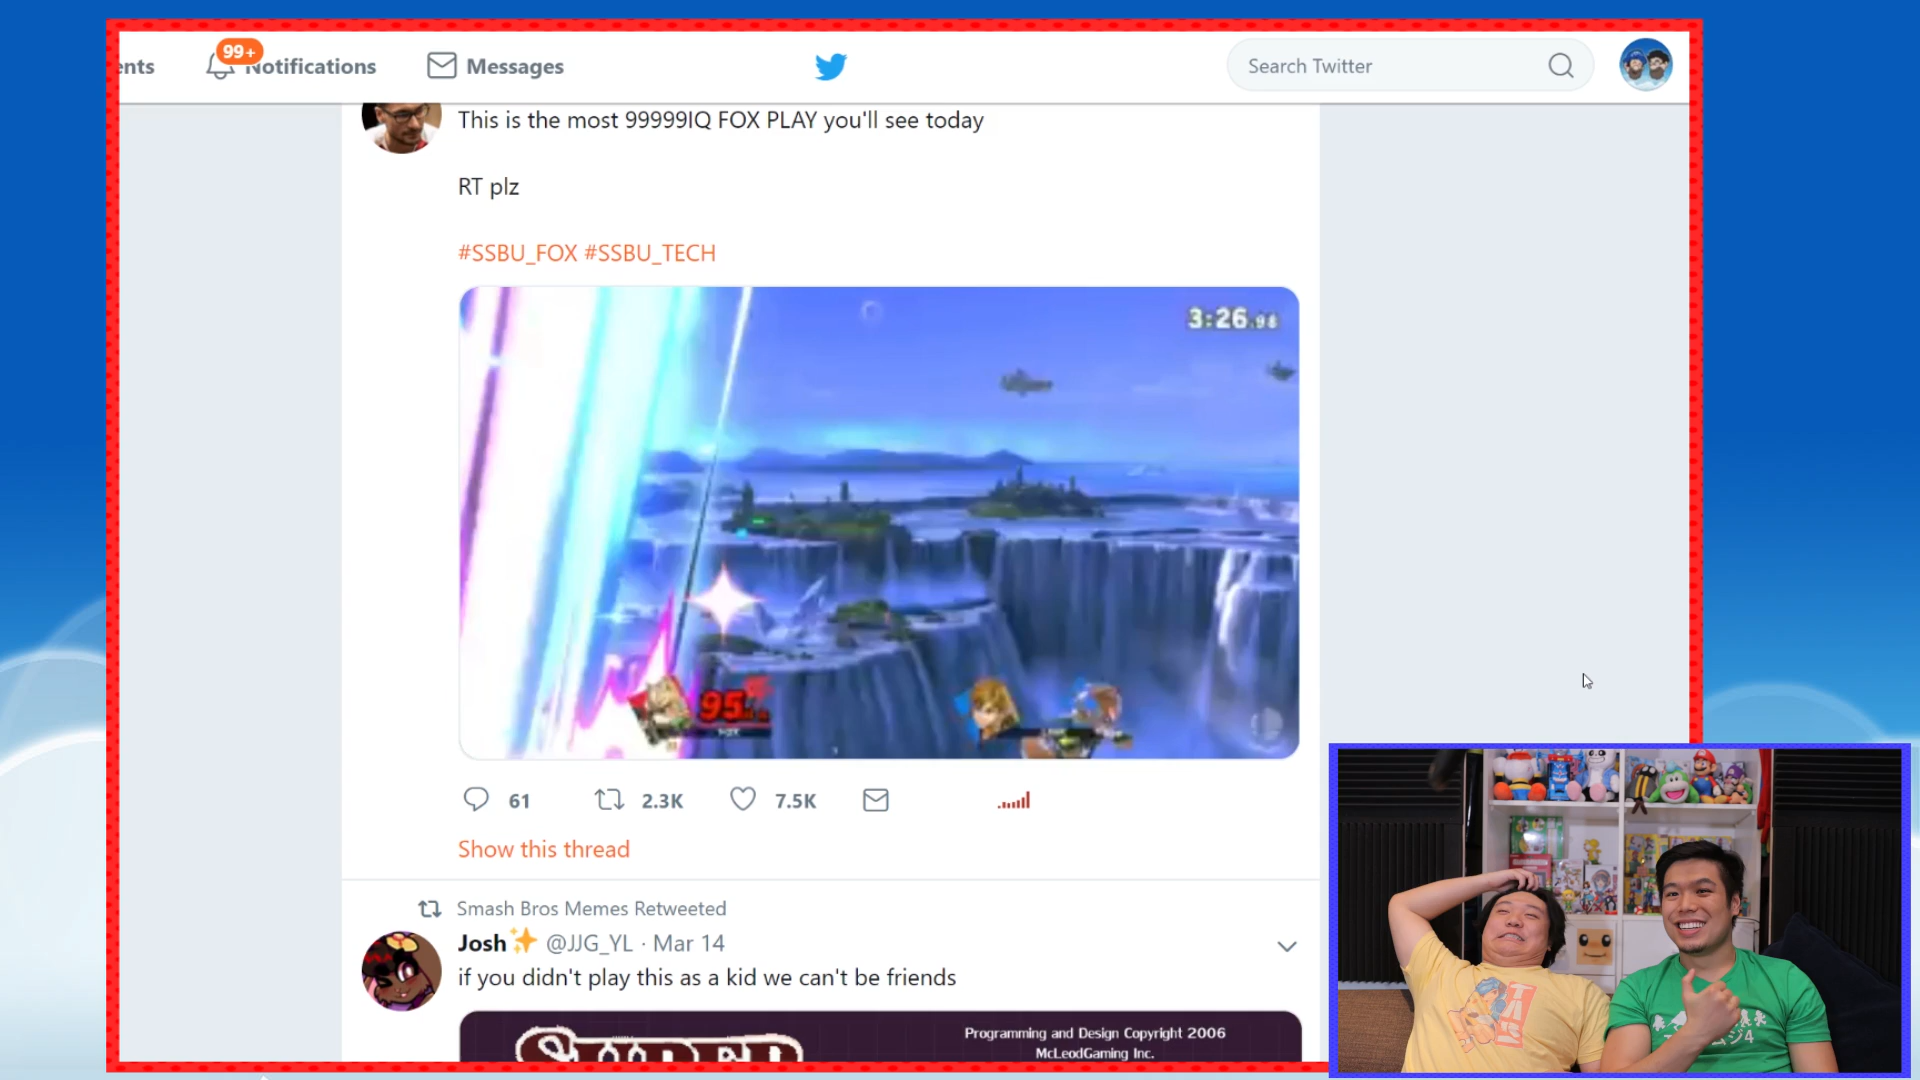 ents
99+
Notifications
Messages
Search Twitter
This is the most 99999IQ FOX PLAY you'll see today
RT plz
#SSBU_FOX #SSBU_TECH
3:26.98
95
FOX
61
2.3K
7.5K
Show this thread
Smash Bros Memes Retweeted
Josh✨ @JJG_YL · Mar 14
if you didn't play this as a kid we can't be friends
Programming and Design Copyright 2006
McLeodGaming Inc.